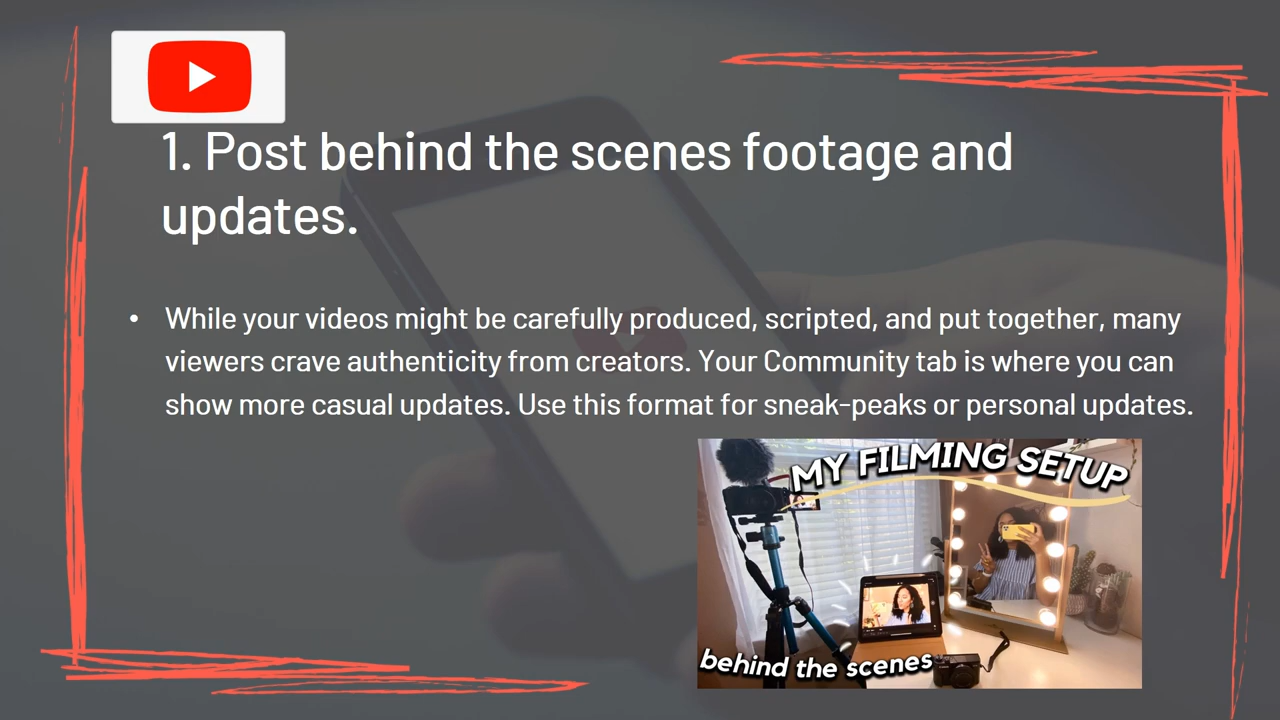 1. Post behind the scenes footage and
updates.
• While your videos might be carefully produced, scripted, and put together, many
viewers crave authenticity from creators. Your Community tab is where you can
show more casual updates. Use this format for sneak-peaks or personal updates.
MY FILMING SETUP
behind the scenes